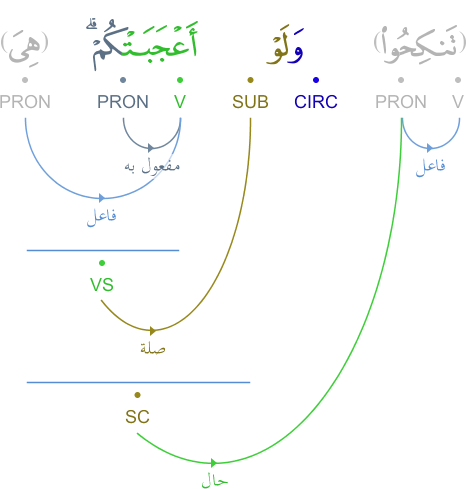 (تَنكِحُوا۟) وَلَوْ أَعْجَبَتْكُمْ ۗ (هِىَ)
PRON PRON V SUB CIRC PRON V
مفعول به
فاعل
فاعل
VS
صلة
SC
حال